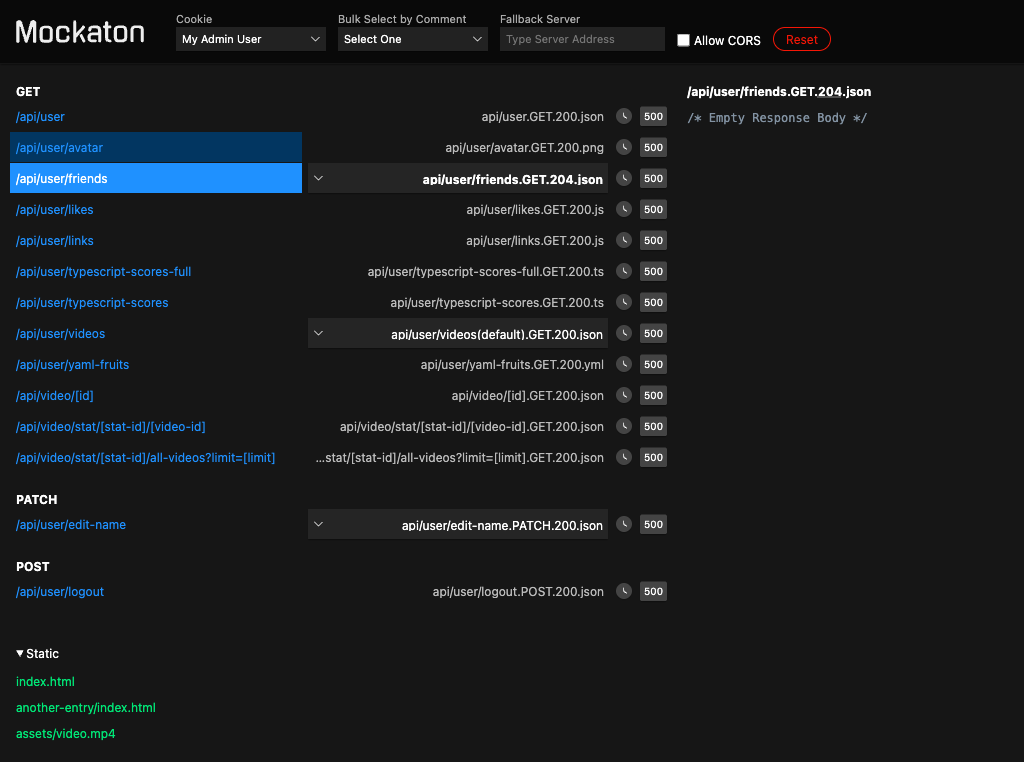 Mockaton
Cookie
My Admin User
Bulk Select by Comment
Select One
Fallback Server
Type Server Address
Allow CORS
Reset
GET
/api/user api/user.GET.200.json 500
/api/user/avatar api/user/avatar.GET.200.png 500
/api/user/friends api/user/friends.GET.204.json 500
/api/user/likes api/user/likes.GET.200.js 500
/api/user/links api/user/links.GET.200.js 500
/api/user/typescript-scores-full api/user/typescript-scores-full.GET.200.ts 500
/api/user/typescript-scores api/user/typescript-scores.GET.200.ts 500
/api/user/videos api/user/videos(default).GET.200.json 500
/api/user/yaml-fruits api/user/yaml-fruits.GET.200.yml 500
/api/video/[id] api/video/[id].GET.200.json 500
/api/video/stat/[stat-id]/[video-id] api/video/stat/[stat-id]/[video-id].GET.200.json 500
/api/video/stat/[stat-id]/all-videos?limit=[limit] ...stat/[stat-id]/all-videos?limit=[limit].GET.200.json 500
PATCH
/api/user/edit-name api/user/edit-name.PATCH.200.json 500
POST
/api/user/logout api/user/logout.POST.200.json 500
▼ Static
index.html
another-entry/index.html
assets/video.mp4
/api/user/friends.GET.204.json
/* Empty Response Body */